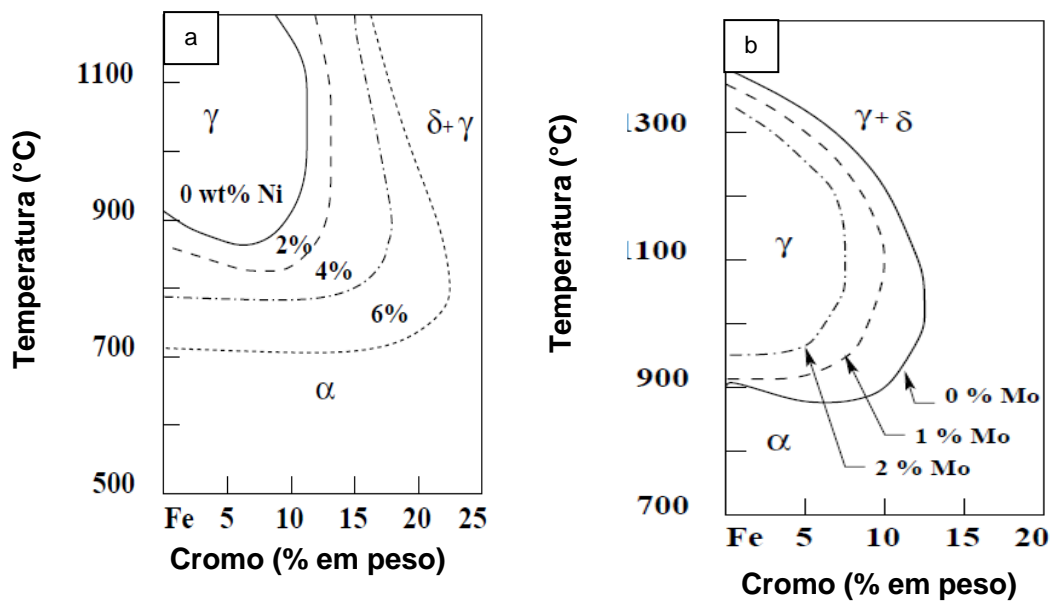 a
Temperatura (°C)
1100
900
700
500
γ
0 wt% Ni
2%
4%
6%
δ+γ
α
Fe 5 10 15 20 25
Cromo (% em peso)
b
Temperatura (°C)
1300
1100
900
700
γ + δ
γ
α
0 % Mo
1 % Mo
2 % Mo
Fe 5 10 15 20
Cromo (% em peso)